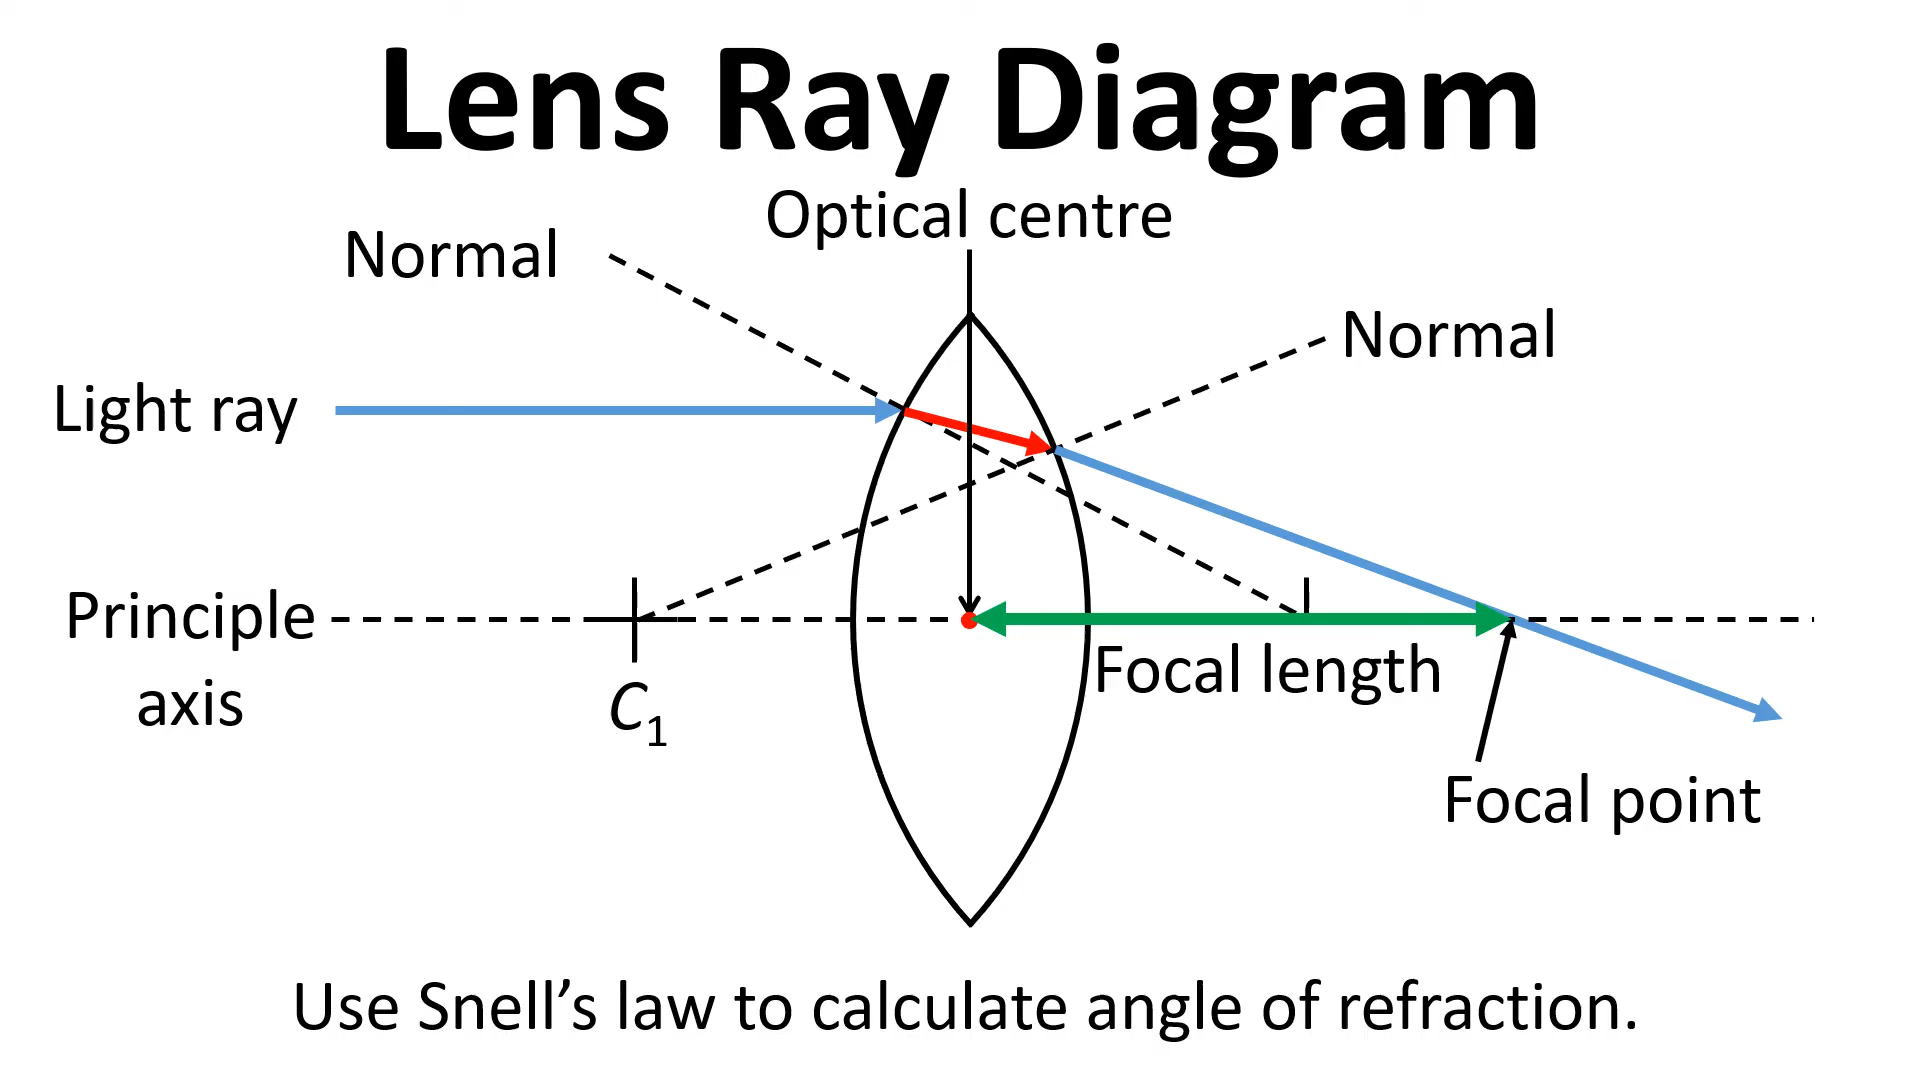 Lens Ray Diagram
Optical centre
Normal
Normal
Light ray
Principle
axis
C₁
Focal length
Focal point
Use Snell’s law to calculate angle of refraction.